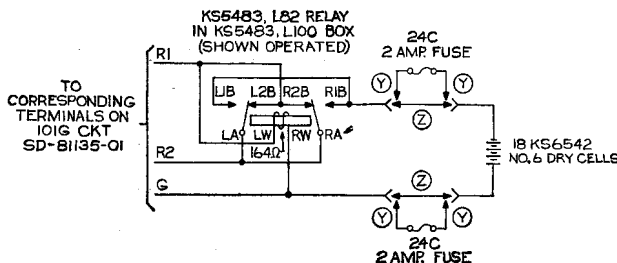 KS5483, L82 RELAY
IN KS5483, L100 BOX
(SHOWN OPERATED)
24C
2 AMP. FUSE
R1
Y
Y
L1B
L2B
R2B
R1B
Z
TO
CORRESPONDING
TERMINALS ON
101G CKT
SD-81135-01
LA
LW
RW
RA
164Ω
18 KS6542
NO. 6 DRY CELLS
R2
G
Z
Y
Y
24C
2 AMP. FUSE